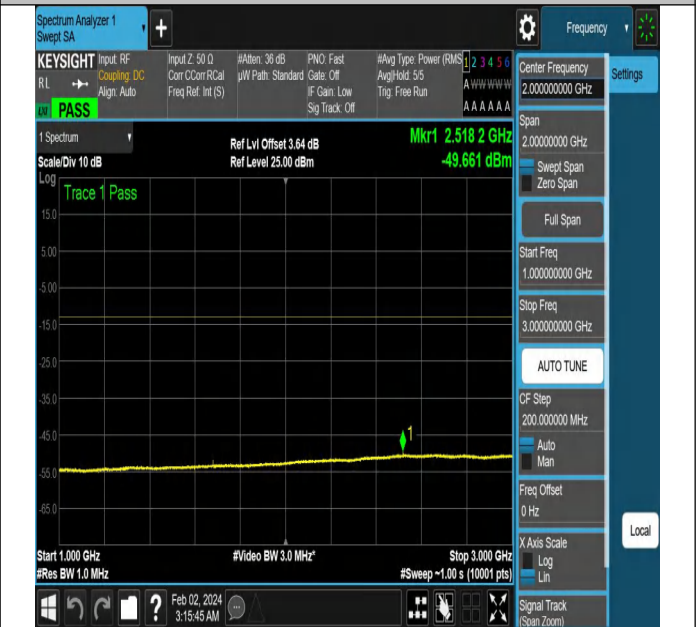 Spectrum Analyzer 1
Swept SA
+
Frequency
KEYSIGHT
RL
PASS
Input: RF
Coupling: DC
Align: Auto
Input Z: 50 Ω
Corr CCorr RCal
Freq Ref: Int (S)
#Atten: 36 dB
µW Path: Standard
PNO: Fast
Gate: Off
IF Gain: Low
Sig Track: Off
#Avg Type: Power (RMS
Avg|Hold: 5/5
Trig: Free Run
1 2 3 4 5 6
A W W W W W
A A A A A A
1 Spectrum
Scale/Div 10 dB
Ref Lvl Offset 3.64 dB
Ref Level 25.00 dBm
Mkr1 2.518 2 GHz
-49.661 dBm
Log
Trace 1 Pass
15.0
5.00
-5.00
-15.0
-25.0
-35.0
-45.0
-55.0
-65.0
1
Start 1.000 GHz
#Res BW 1.0 MHz
#Video BW 3.0 MHz*
Stop 3.000 GHz
#Sweep ~1.00 s (10001 pts)
Feb 02, 2024
3:15:45 AM
?
Center Frequency
2.000000000 GHz
Span
2.00000000 GHz
Swept Span
Zero Span
Full Span
Start Freq
1.000000000 GHz
Stop Freq
3.000000000 GHz
AUTO TUNE
CF Step
200.000000 MHz
Auto
Man
Freq Offset
0 Hz
X Axis Scale
Log
Lin
Signal Track
(Span Zoom)
Settings
Local